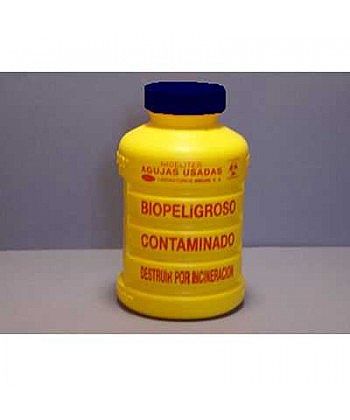 AGUJAS USADAS
BIOPELIGROSO
CONTAMINADO
DESTRUIR POR INCINERACION